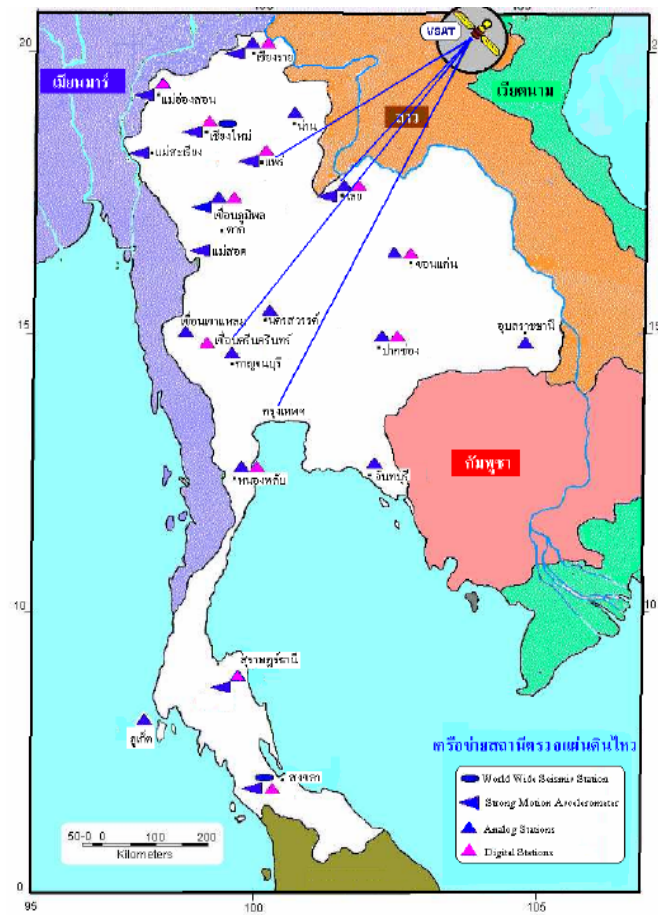 20
20
VSAT
เชียงราย
เมียนมาร์
เวียดนาม
แม่ฮ่องสอน
น่าน
ลาว
เชียงใหม่
แม่สะเรียง
แพร่
เลย
เขื่อนภูมิพล
ตาก
แม่สอด
ขอนแก่น
เขื่อนเขาแหลม
นครสวรรค์
อุบลราชธานี
15
15
เขื่อนศรีนครินทร์
ปากช่อง
กาญจนบุรี
กรุงเทพฯ
กัมพูชา
หนองพลับ
จันทบุรี
10
10
สุราษฎร์ธานี
ภูเก็ต
เครือข่ายสถานีตรวจแผ่นดินไหว
สงขลา
World Wide Seismic Station
Strong Motion Accelerometer
Analog Stations
Digital Stations
50-0 0 100 200
Kilometers
0
0
95
100
105